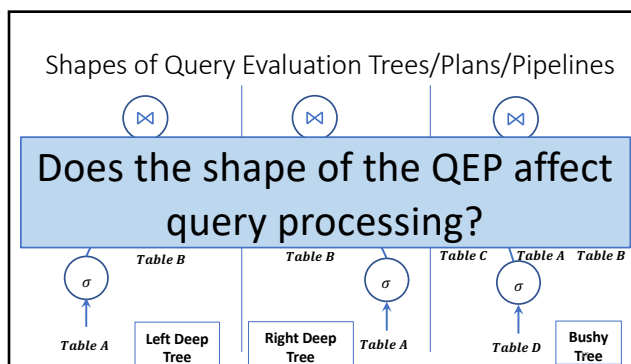 Shapes of Query Evaluation Trees/Plans/Pipelines
⋈
⋈
⋈
Does the shape of the QEP affect
query processing?
Table B
Table B
Table C
Table A
Table B
σ
σ
σ
Table A
Left Deep
Tree
Right Deep
Tree
Table A
Table D
Bushy
Tree